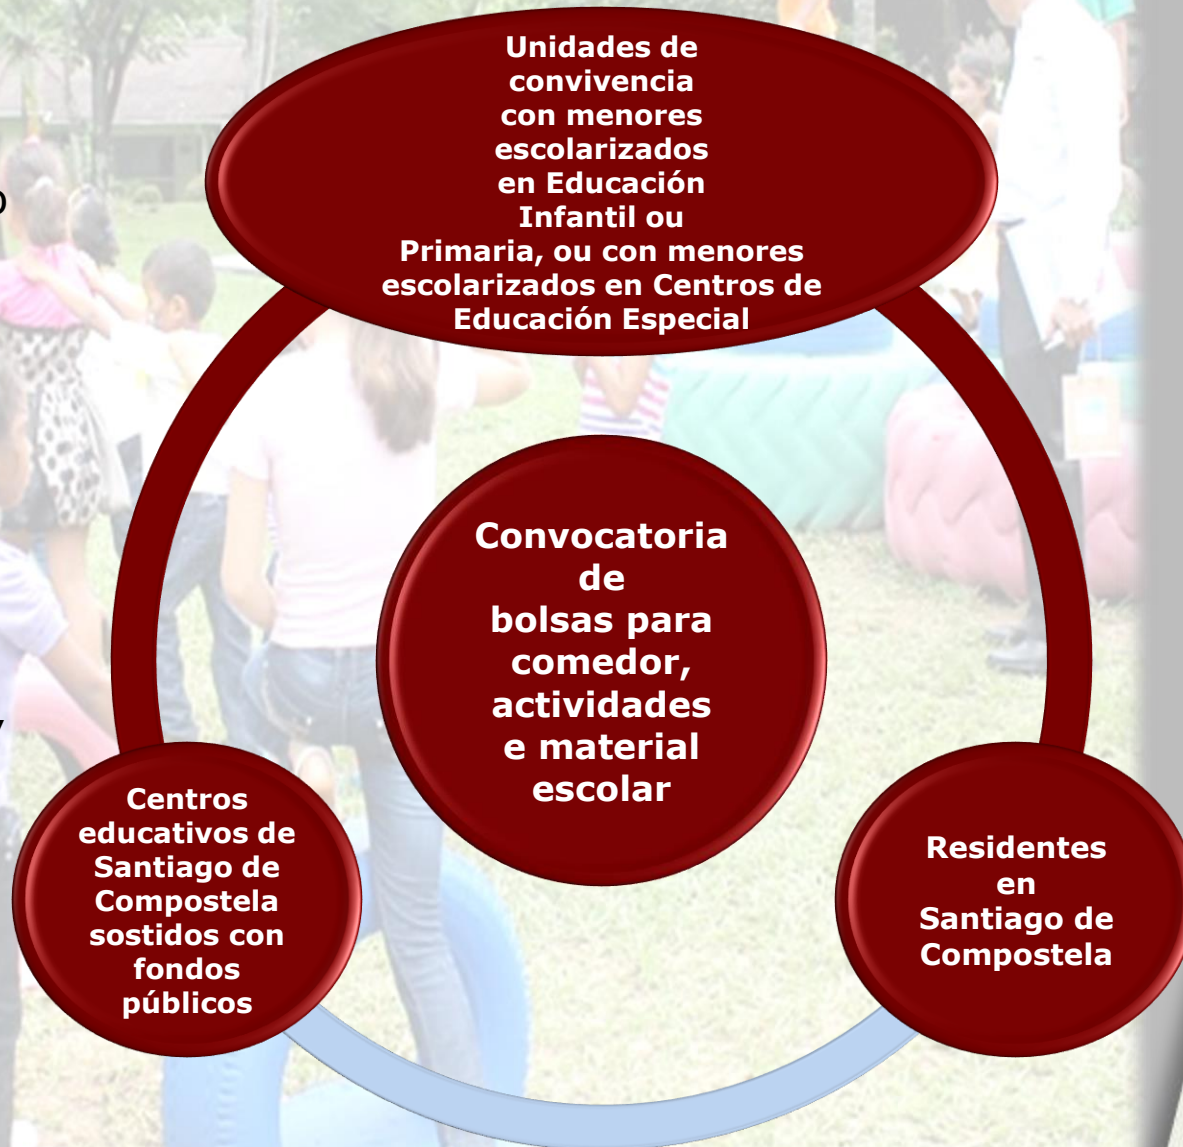 Unidades de
convivencia
con menores
escolarizados
en Educación
Infantil ou
Primaria, ou con menores
escolarizados en Centros de
Educación Especial
Convocatoria
de
bolsas para
comedor,
actividades
e material
escolar
Centros
educativos de
Santiago de
Compostela
sostidos con
fondos
públicos
Residentes
en
Santiago de
Compostela